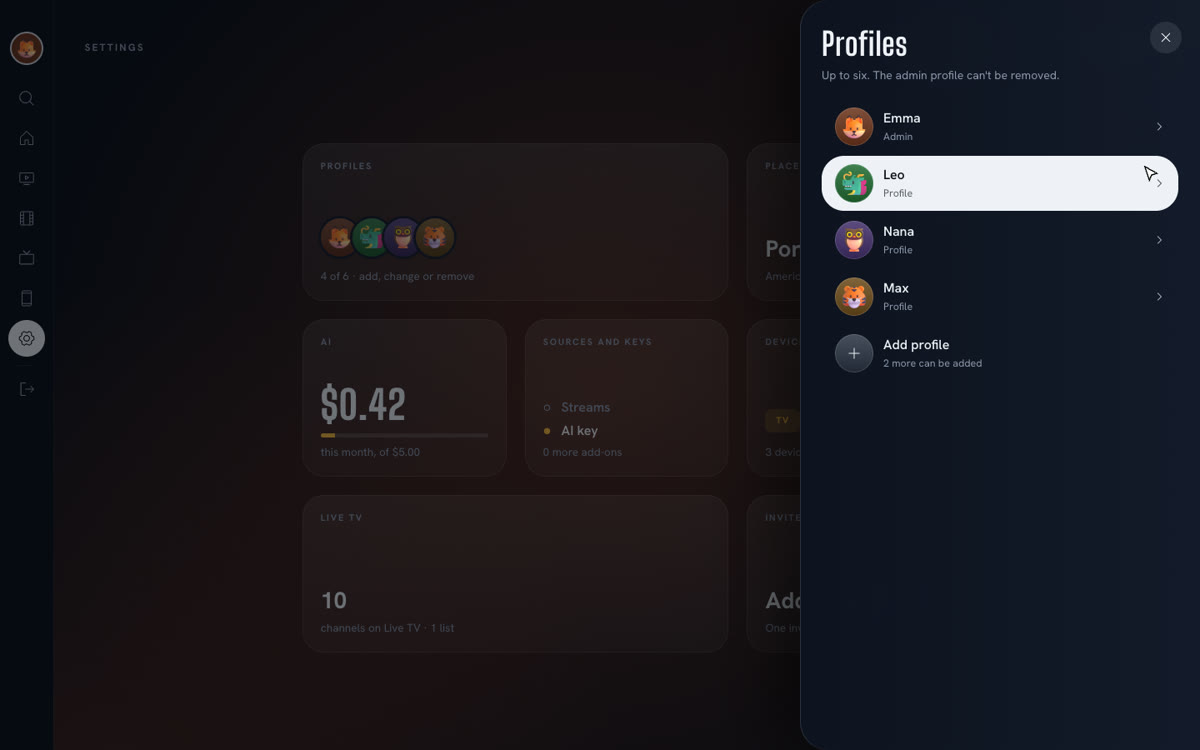 SETTINGS
PROFILES
4 of 6 · add, change or remove
AI
$0.42
this month, of $5.00
SOURCES AND KEYS
Streams
AI key
0 more add-ons
TV
LIVE TV
10
channels on Live TV · 1 list
Profiles
Up to six. The admin profile can't be removed.
Emma
Admin
Leo
Profile
Nana
Profile
Max
Profile
Add profile
2 more can be added